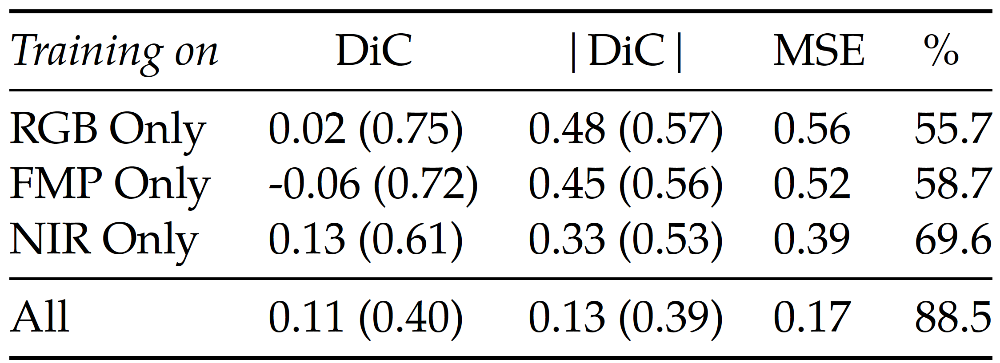 Training on DiC | DiC | MSE %
RGB Only 0.02 (0.75) 0.48 (0.57) 0.56 55.7
FMP Only -0.06 (0.72) 0.45 (0.56) 0.52 58.7
NIR Only 0.13 (0.61) 0.33 (0.53) 0.39 69.6
All 0.11 (0.40) 0.13 (0.39) 0.17 88.5